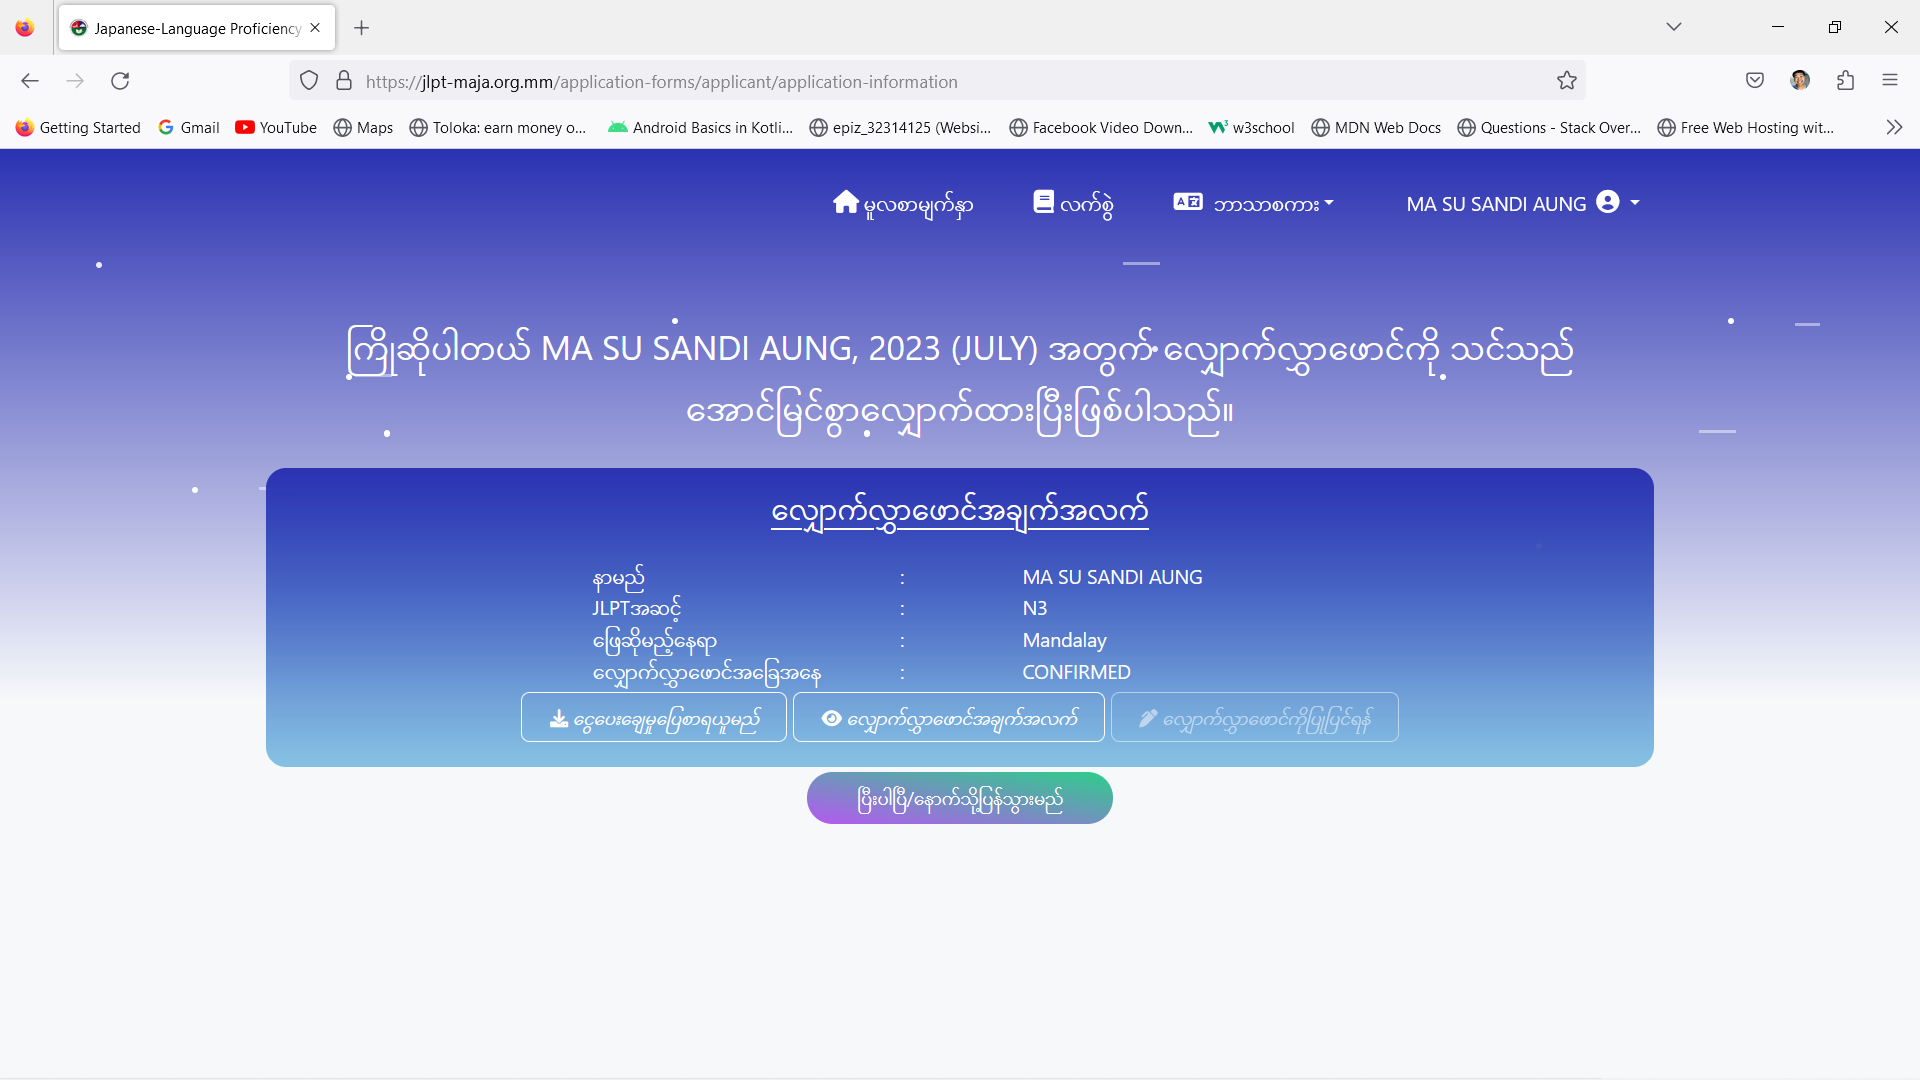 Japanese-Language Proficiency
https://jlpt-maja.org.mm/application-forms/applicant/application-information
Getting Started Gmail YouTube Maps Toloka: earn money o... Android Basics in Kotli... epiz_32314125 (Websi... Facebook Video Down... w3school MDN Web Docs Questions - Stack Over... Free Web Hosting wit...
မူလစာမျက်နှာ လက်စွဲ ဘာသာစကား MA SU SANDI AUNG
ကြိုဆိုပါတယ် MA SU SANDI AUNG, 2023 (JULY) အတွက် လျှောက်လွှာဖောင်ကို သင်သည်
အောင်မြင်စွာလျှောက်ထားပြီးဖြစ်ပါသည်။
လျှောက်လွှာဖောင်အချက်အလက်
နာမည် : MA SU SANDI AUNG
JLPTအဆင့် : N3
ဖြေဆိုမည့်နေရာ : Mandalay
လျှောက်လွှာဖောင်အခြေအနေ : CONFIRMED
ငွေပေးချေမှုပြေစာရယူမည် လျှောက်လွှာဖောင်အချက်အလက် လျှောက်လွှာဖောင်ကိုပြုပြင်ရန်
ပြီးပါပြီ/နောက်သို့ပြန်သွားမည်